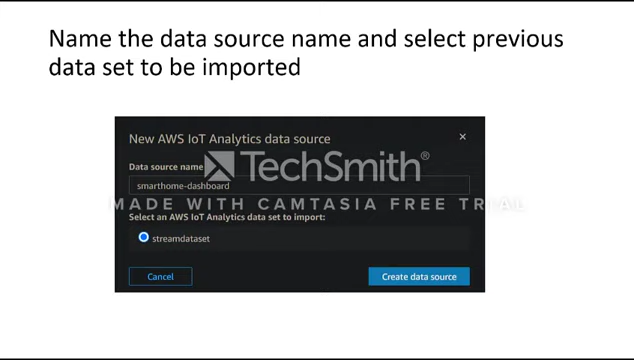 Name the data source name and select previous
data set to be imported
New AWS IoT Analytics data source
×
Data source name
TechSmith®
smarthome-dashboard
MADE WITH CAMTASIA FREE TRIAL
Select an AWS IoT Analytics data set to import:
streamdataset
Cancel
Create data source